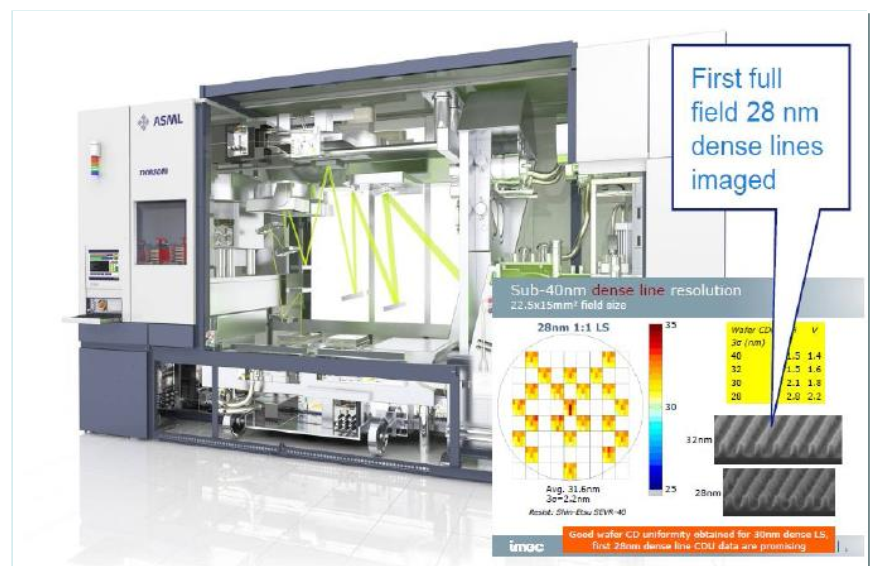 ASML
First full
field 28 nm
dense lines
imaged
Sub-40nm dense line resolution
22.5x15mm² field size
28nm 1:1 LS
35
30
25
Wafer CD
V
3σ (nm)
40 1.5 1.4
32 1.5 1.6
30 2.1 1.8
28 2.8 2.2
Avg. 31.6nm
3σ=2.2nm
Resist: Shin-Etsu SEVR-40
32nm
28nm
imec
Good wafer CD uniformity obtained for 30nm dense LS,
first 28nm dense line CDU data are promising